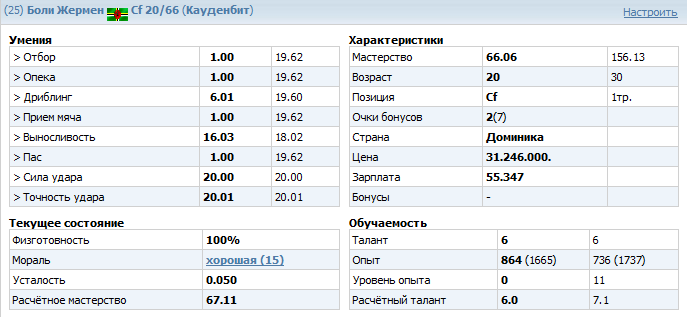 (25) Боли Жермен Cf 20/66 (Кауденбит) Настроить
Умения Характеристики
> Отбор 1.00 19.62 Мастерство 66.06 156.13
> Опека 1.00 19.62 Возраст 20 30
> Дриблинг 6.01 19.60 Позиция Cf 1тр.
> Прием мяча 1.00 19.62 Очки бонусов 2(7)
> Выносливость 16.03 18.02 Страна Доминика
> Пас 1.00 19.62 Цена 31.246.000.
> Сила удара 20.00 20.00 Зарплата 55.347
> Точность удара 20.01 20.01 Бонусы -
Текущее состояние Обучаемость
Физготовность 100% Талант 6 6
Мораль хорошая (15) Опыт 864 (1665) 736 (1737)
Усталость 0.050 Уровень опыта 0 11
Расчётное мастерство 67.11 Расчётный талант 6.0 7.1